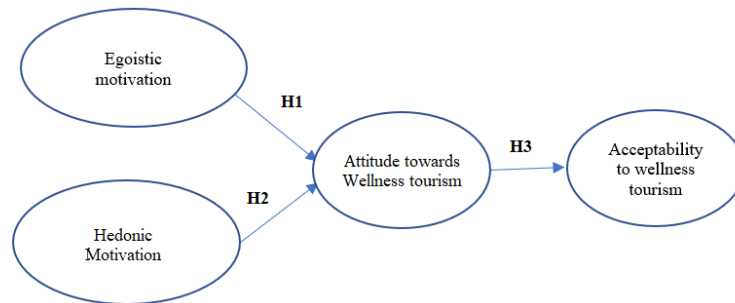 Egoistic
motivation
H1
Attitude towards
Wellness tourism
H3
Acceptability
to wellness
tourism
H2
Hedonic
Motivation